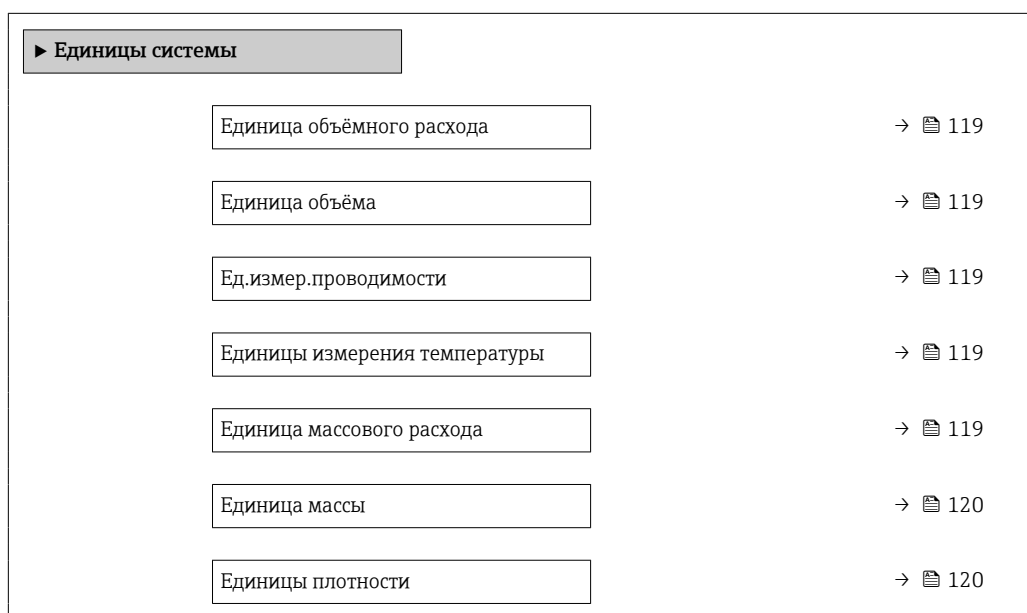 ▶ Единицы системы
Единица объёмного расхода → 119
Единица объёма → 119
Ед.измер.проводимости → 119
Единицы измерения температуры → 119
Единица массового расхода → 119
Единица массы → 120
Единицы плотности → 120